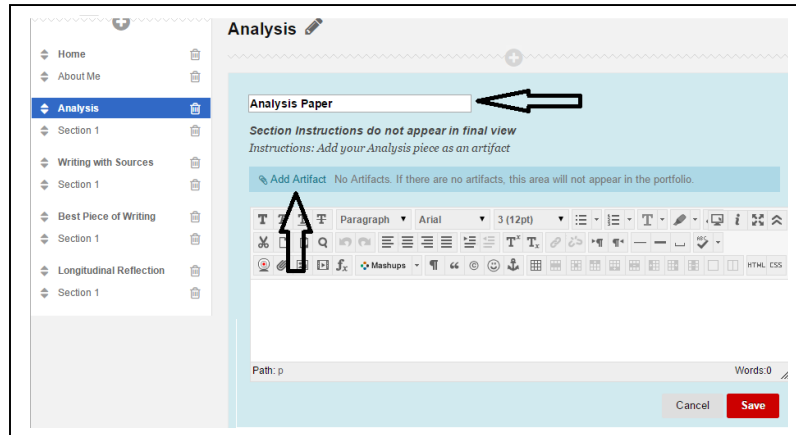 Home
About Me
Analysis
Section 1
Writing with Sources
Section 1
Best Piece of Writing
Section 1
Longitudinal Reflection
Section 1
Analysis
Analysis Paper
Section Instructions do not appear in final view
Instructions: Add your Analysis piece as an artifact
Add Artifact No Artifacts. If there are no artifacts, this area will not appear in the portfolio.
T T T T Paragraph Arial 3 (12pt) T i
T^x T_x ABC
f_x Mashups ¶ “ © HTML CSS
Path: p Words:0
Cancel Save